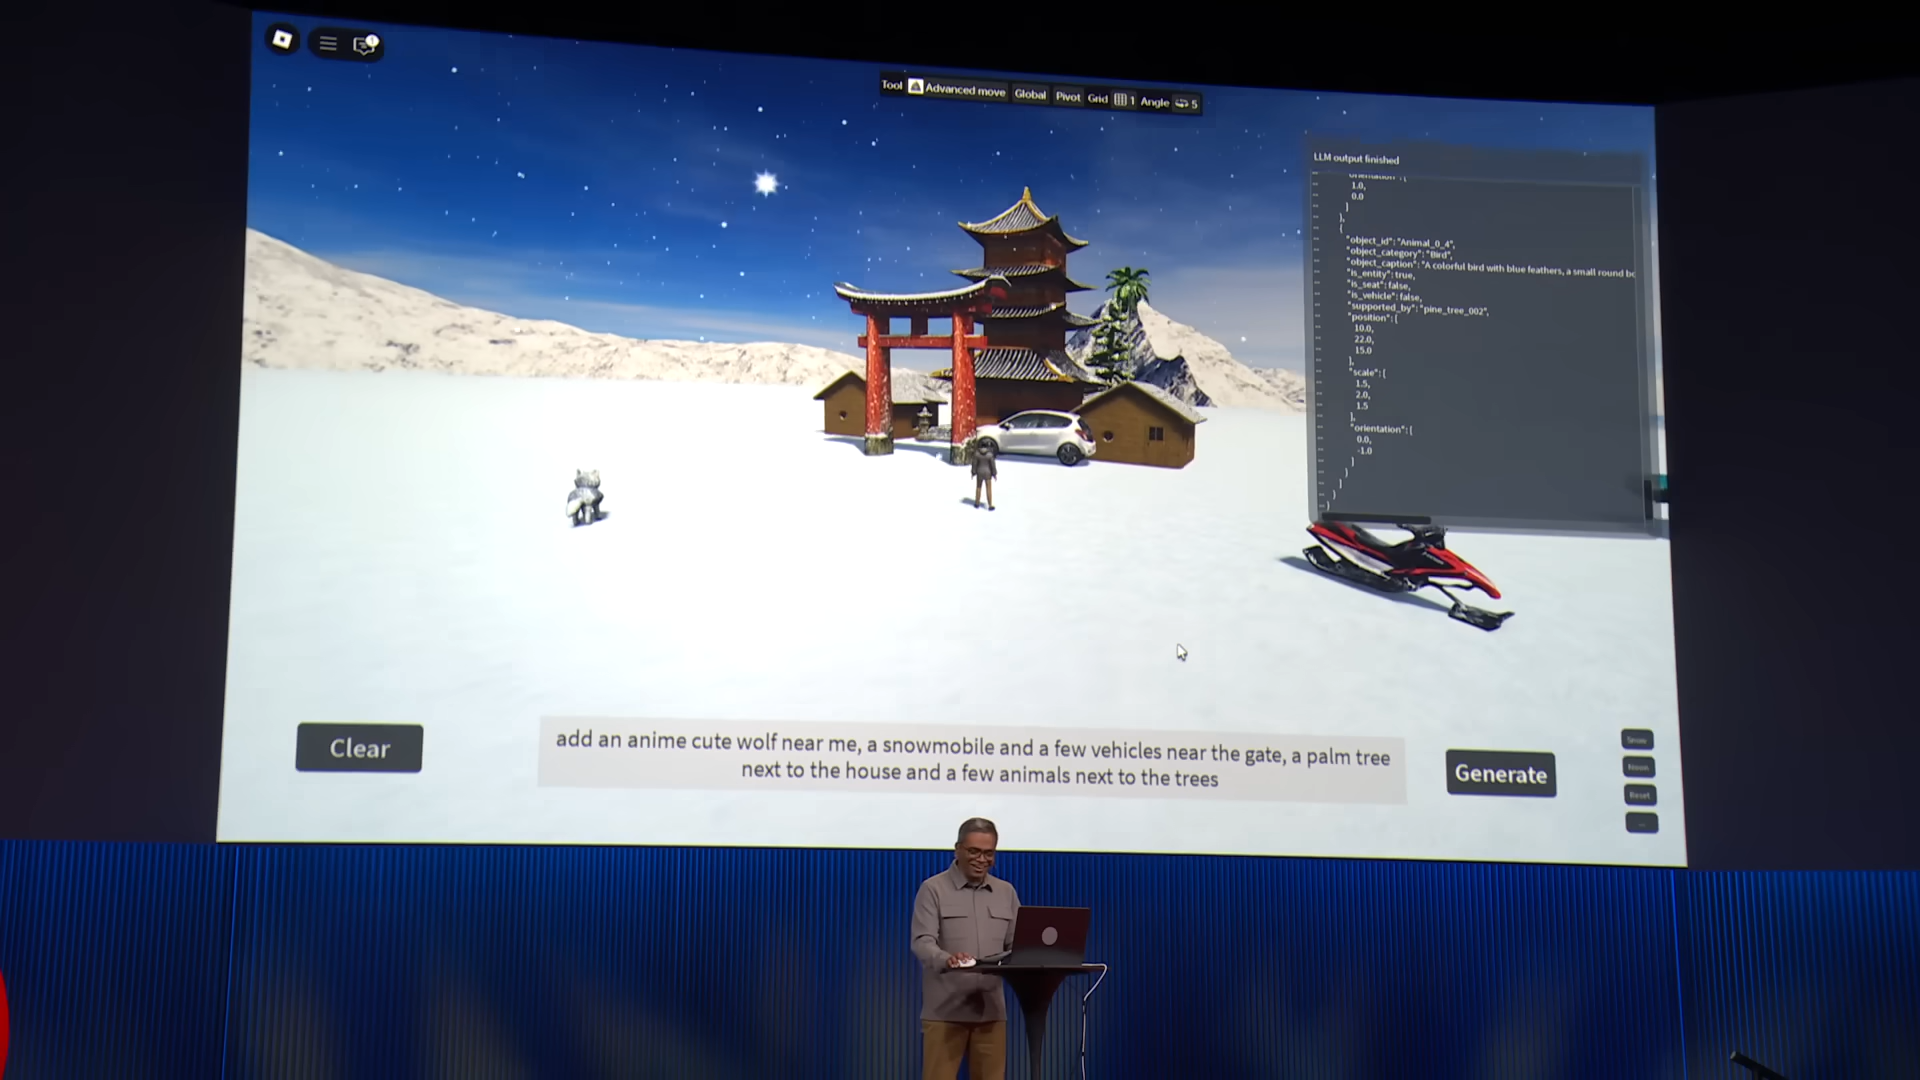 1
Tool Advanced move Global Pivot Grid 1 Angle 5
LLM output finished
1.0,
0.0
]
},
{
"object_id": "Animal_0_4",
"object_category": "Bird",
"object_caption": "A colorful bird with blue feathers, a small round bo
"is_entity": true,
"is_seat": false,
"is_vehicle": false,
"supported_by": "pine_tree_002",
"position": [
10.0,
22.0,
15.0
],
"scale": [
1.5,
2.0,
1.5
],
"orientation": [
0.0,
-1.0
]
}
]
}
}
Clear
add an anime cute wolf near me, a snowmobile and a few vehicles near the gate, a palm tree
next to the house and a few animals next to the trees
Generate
Snow
Noon
Reset
...